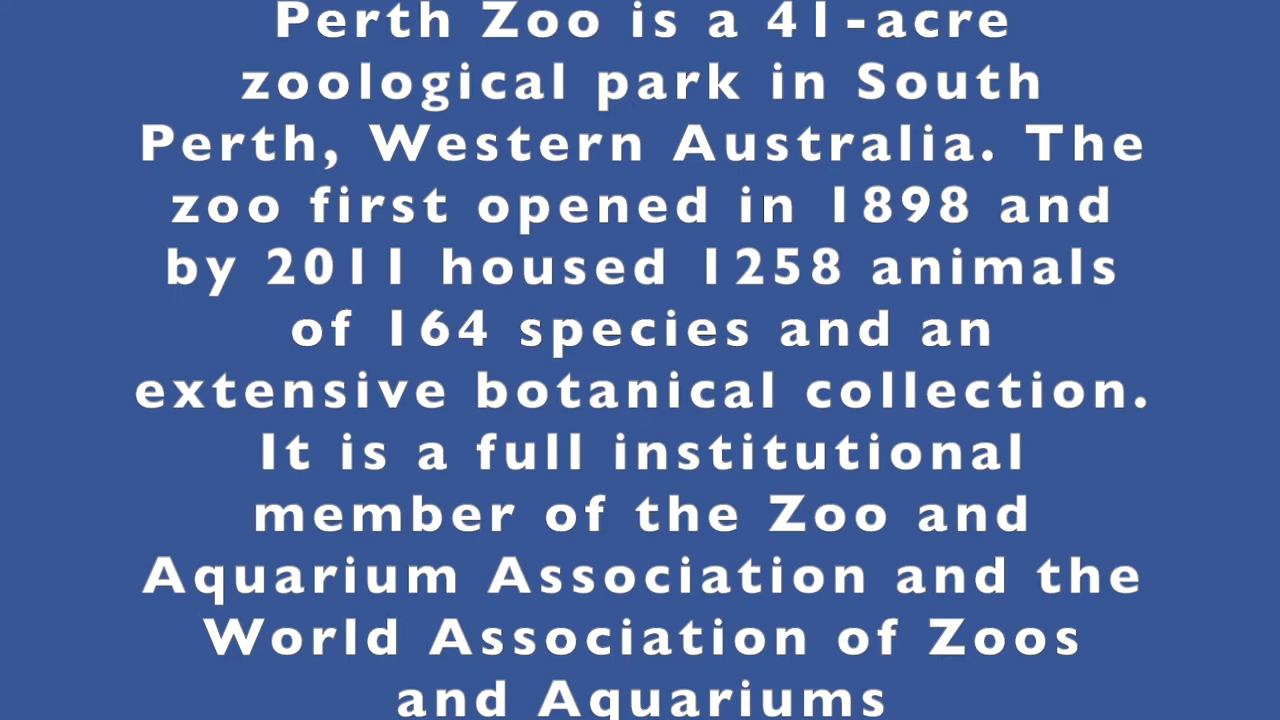 Perth Zoo is a 41-acre
zoological park in South
Perth, Western Australia. The
zoo first opened in 1898 and
by 2011 housed 1258 animals
of 164 species and an
extensive botanical collection.
It is a full institutional
member of the Zoo and
Aquarium Association and the
World Association of Zoos
and Aquariums